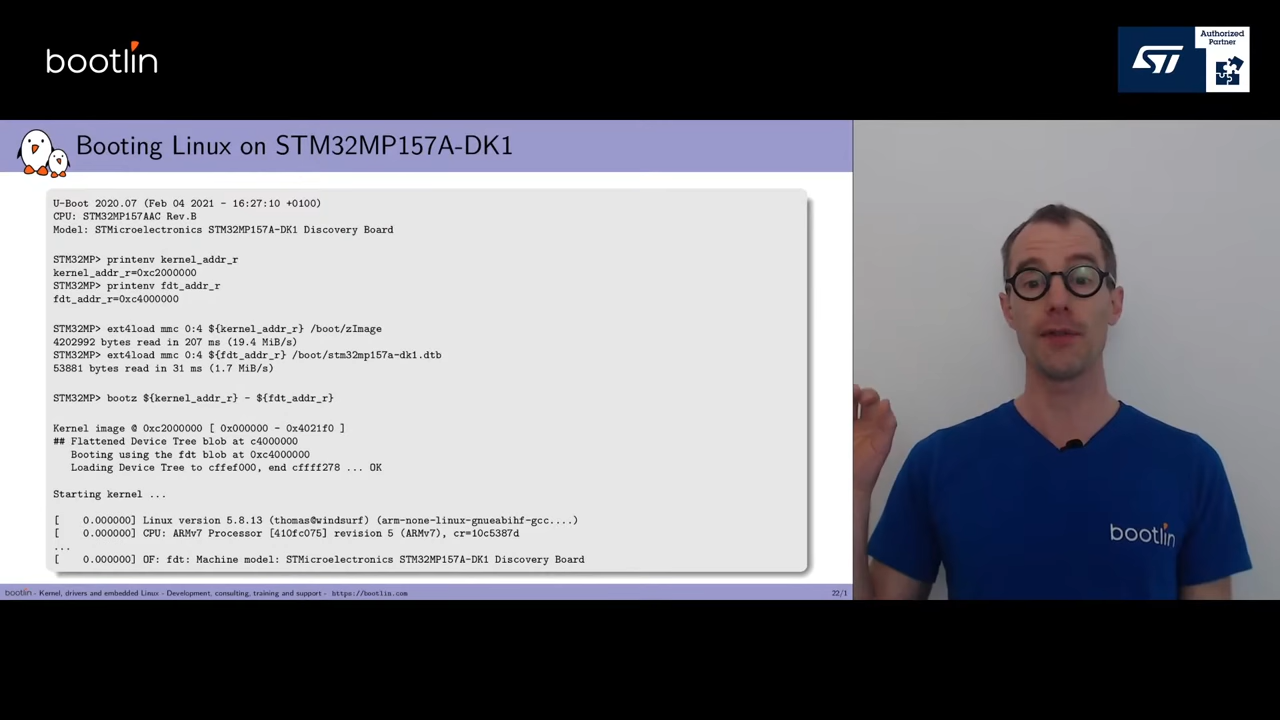 bootlin
ST
Authorized
Partner
Booting Linux on STM32MP157A-DK1
U-Boot 2020.07 (Feb 04 2021 - 16:27:10 +0100)
CPU: STM32MP157AAC Rev.B
Model: STMicroelectronics STM32MP157A-DK1 Discovery Board
STM32MP> printenv kernel_addr_r
kernel_addr_r=0xc2000000
STM32MP> printenv fdt_addr_r
fdt_addr_r=0xc4000000
STM32MP> ext4load mmc 0:4 ${kernel_addr_r} /boot/zImage
4202992 bytes read in 207 ms (19.4 MiB/s)
STM32MP> ext4load mmc 0:4 ${fdt_addr_r} /boot/stm32mp157a-dk1.dtb
53881 bytes read in 31 ms (1.7 MiB/s)
STM32MP> bootz ${kernel_addr_r} - ${fdt_addr_r}
Kernel image @ 0xc2000000 [ 0x000000 - 0x4021f0 ]
## Flattened Device Tree blob at c4000000
Booting using the fdt blob at 0xc4000000
Loading Device Tree to cffef000, end cffff278 ... OK
Starting kernel ...
[    0.000000] Linux version 5.8.13 (thomas@windsurf) (arm-none-linux-gnueabihf-gcc....)
[    0.000000] CPU: ARMv7 Processor [410fc075] revision 5 (ARMv7), cr=10c5387d
...
[    0.000000] OF: fdt: Machine model: STMicroelectronics STM32MP157A-DK1 Discovery Board
bootlin - Kernel, drivers and embedded Linux - Development, consulting, training and support - https://bootlin.com
22/1
bootlin